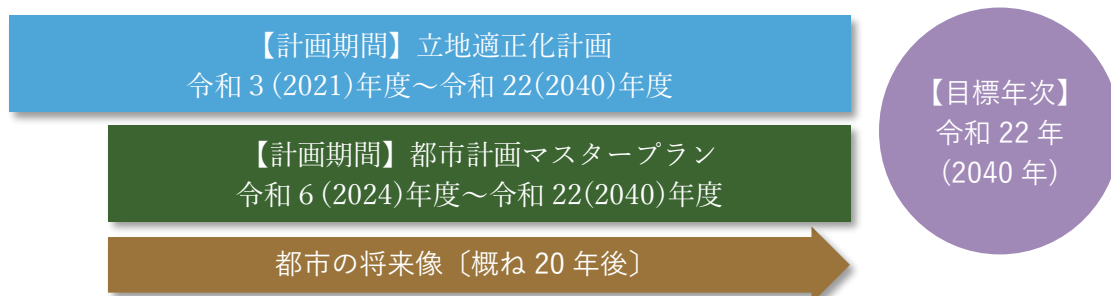 【計画期間】立地適正化計画
令和３(2021)年度～令和 22(2040)年度
【計画期間】都市計画マスタープラン
令和６(2024)年度～令和 22(2040)年度
都市の将来像〔概ね 20 年後〕
【目標年次】
令和 22 年
(2040 年)